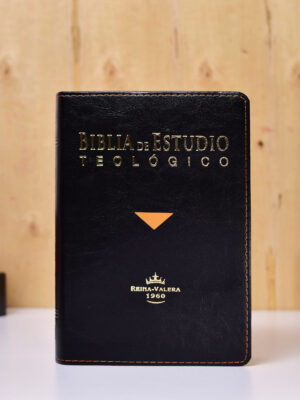 BIBLIA DE ESTUDIO
TEOLÓGICO
REINA-VALERA
1960